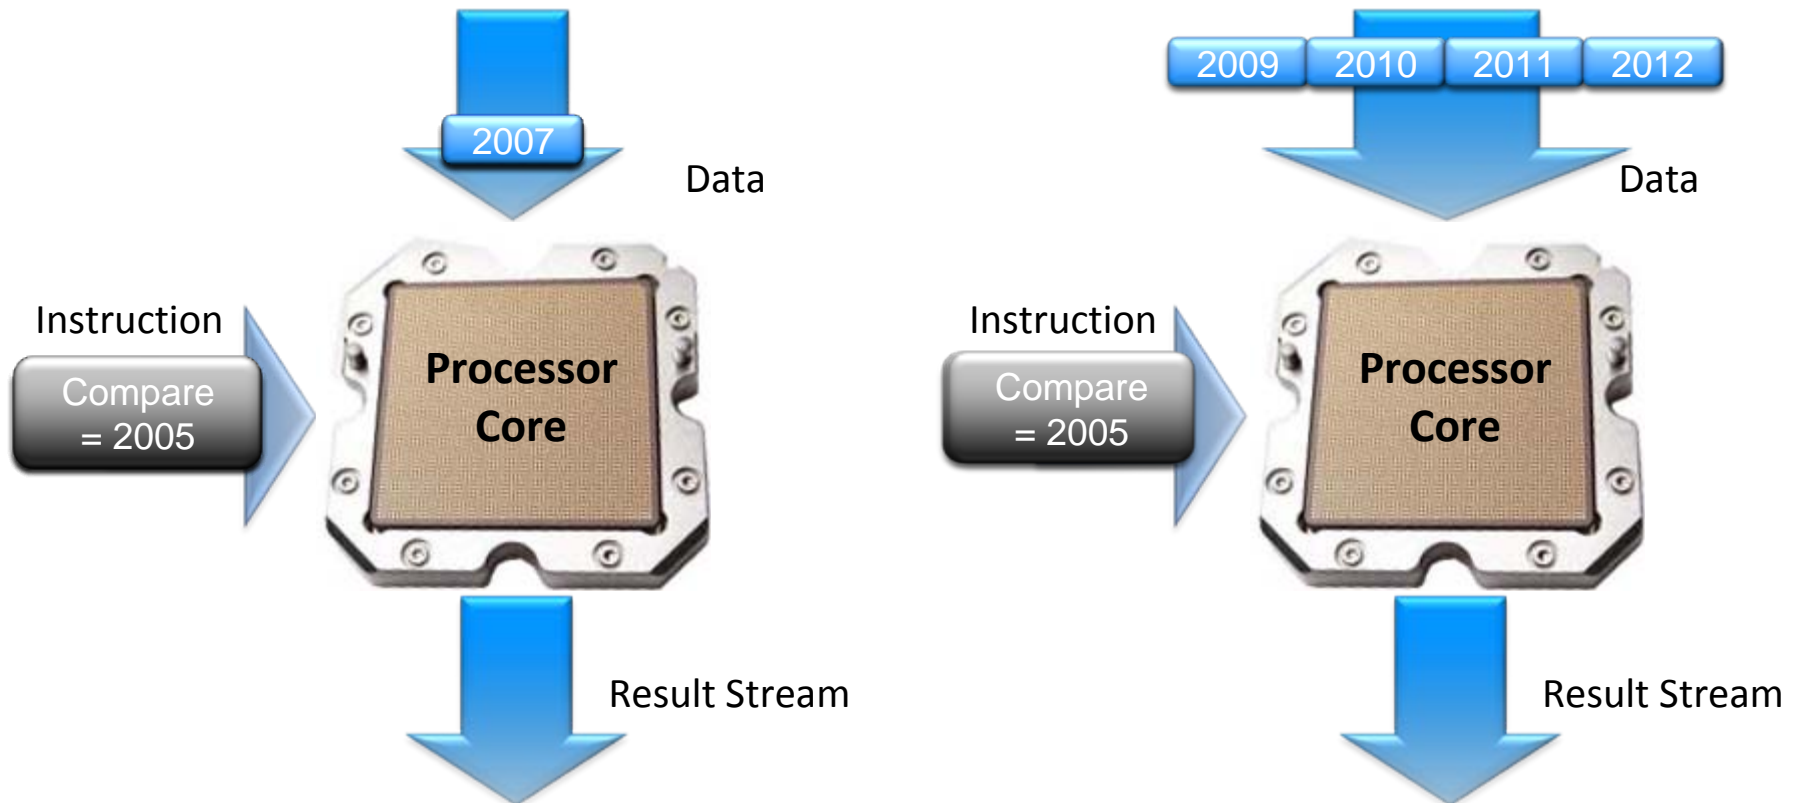 2007
Data
Instruction
Compare
= 2005
Processor
Core
Result Stream
2009 2010 2011 2012
Data
Instruction
Compare
= 2005
Processor
Core
Result Stream